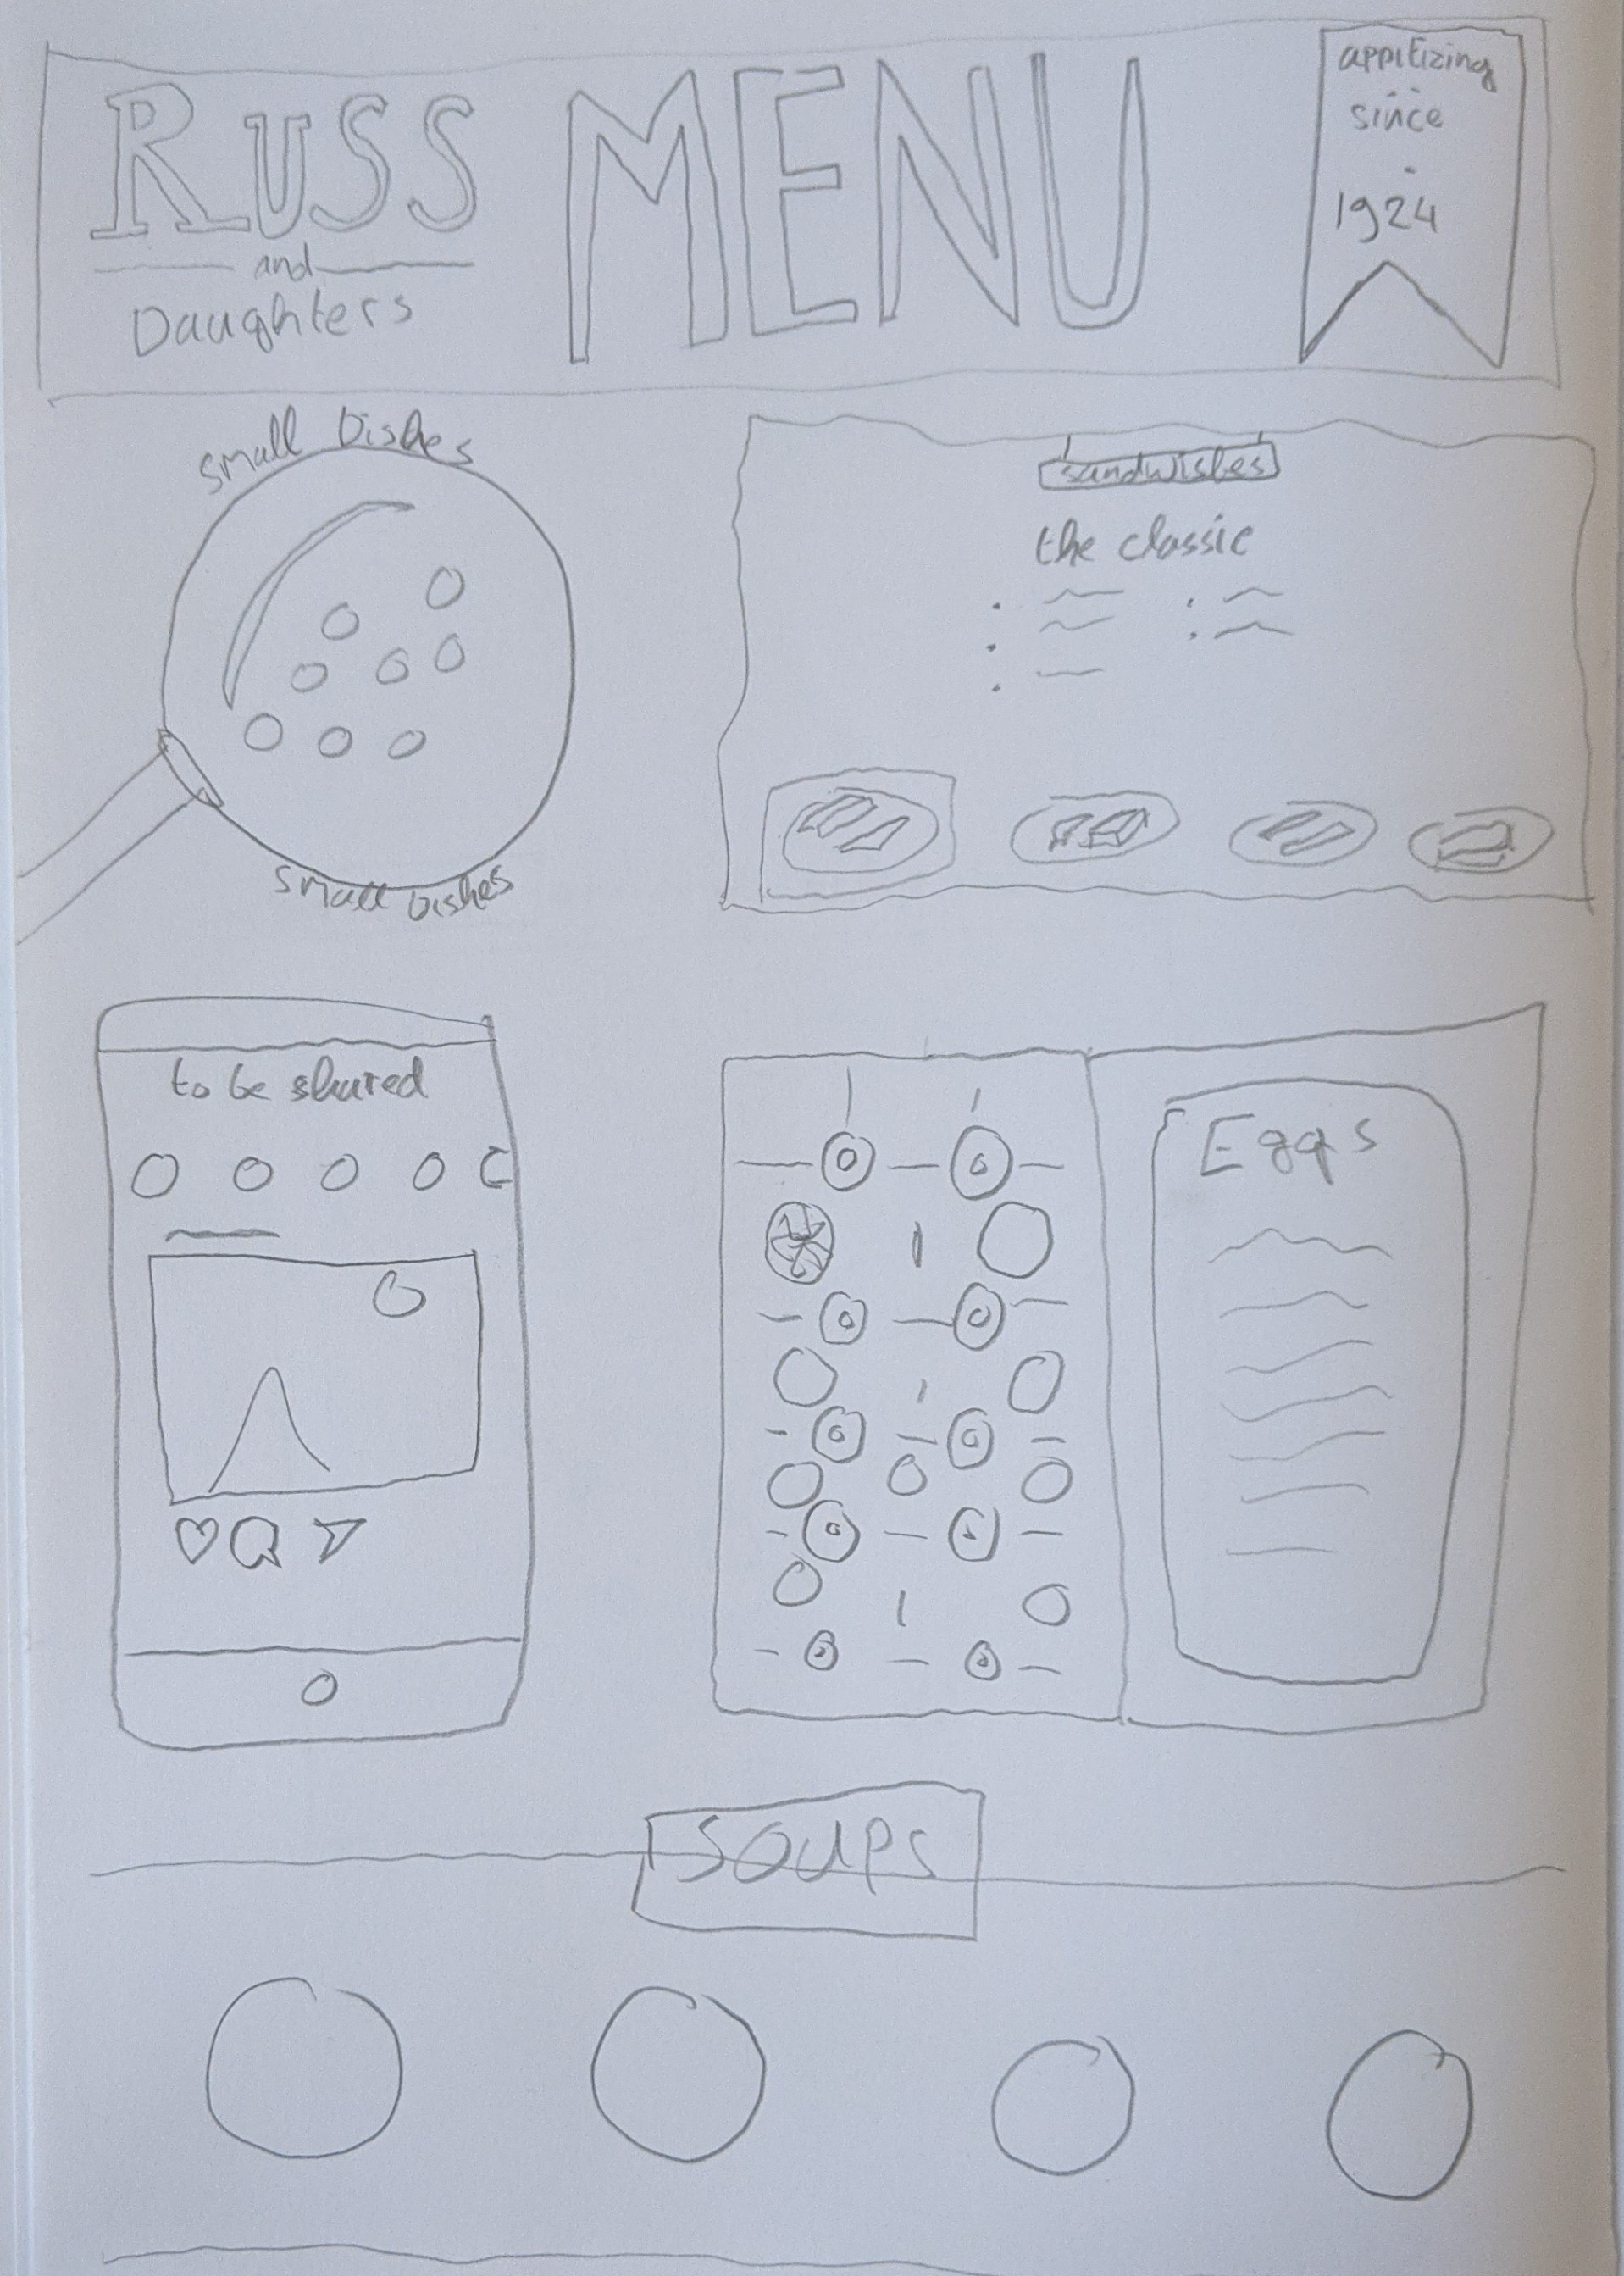 RUSS
and
Daughters
MENU
appitizing
since
1924
small Dishes
small Dishes
sandwishes
the classic
to be shared
Eggs
SOUPS